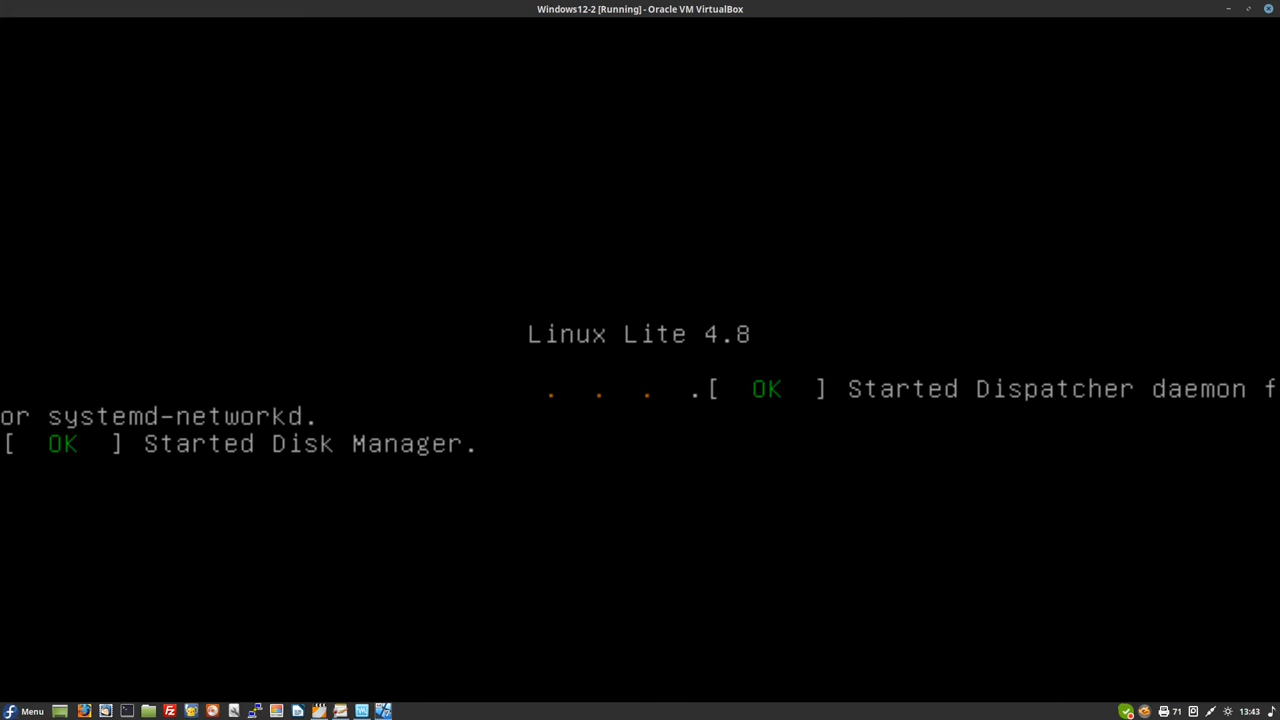 Windows12-2 [Running] - Oracle VM VirtualBox
Linux Lite 4.8
. . . .[  OK  ] Started Dispatcher daemon f
or systemd-networkd.
[  OK  ] Started Disk Manager.
Menu 71 13:43